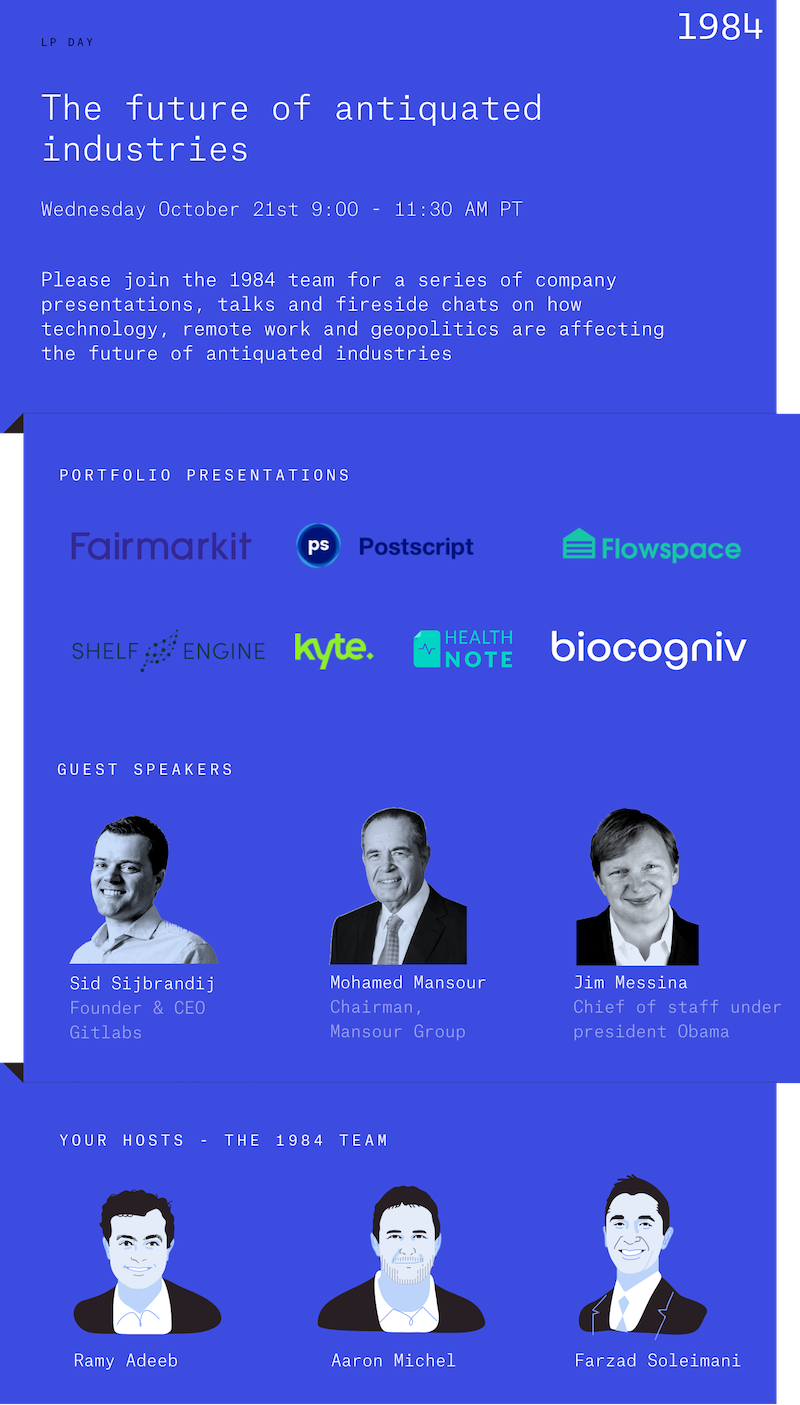 1984
LP DAY
The future of antiquated
industries
Wednesday October 21st 9:00 - 11:30 AM PT
Please join the 1984 team for a series of company
presentations, talks and fireside chats on how
technology, remote work and geopolitics are affecting
the future of antiquated industries
PORTFOLIO PRESENTATIONS
Fairmarkit
ps Postscript
Flowspace
SHELF ENGINE
kyte.
HEALTH
NOTE
biocogniv
GUEST SPEAKERS
Sid Sijbrandij
Founder & CEO
Gitlabs
Mohamed Mansour
Chairman,
Mansour Group
Jim Messina
Chief of staff under
president Obama
YOUR HOSTS - THE 1984 TEAM
Ramy Adeeb
Aaron Michel
Farzad Soleimani